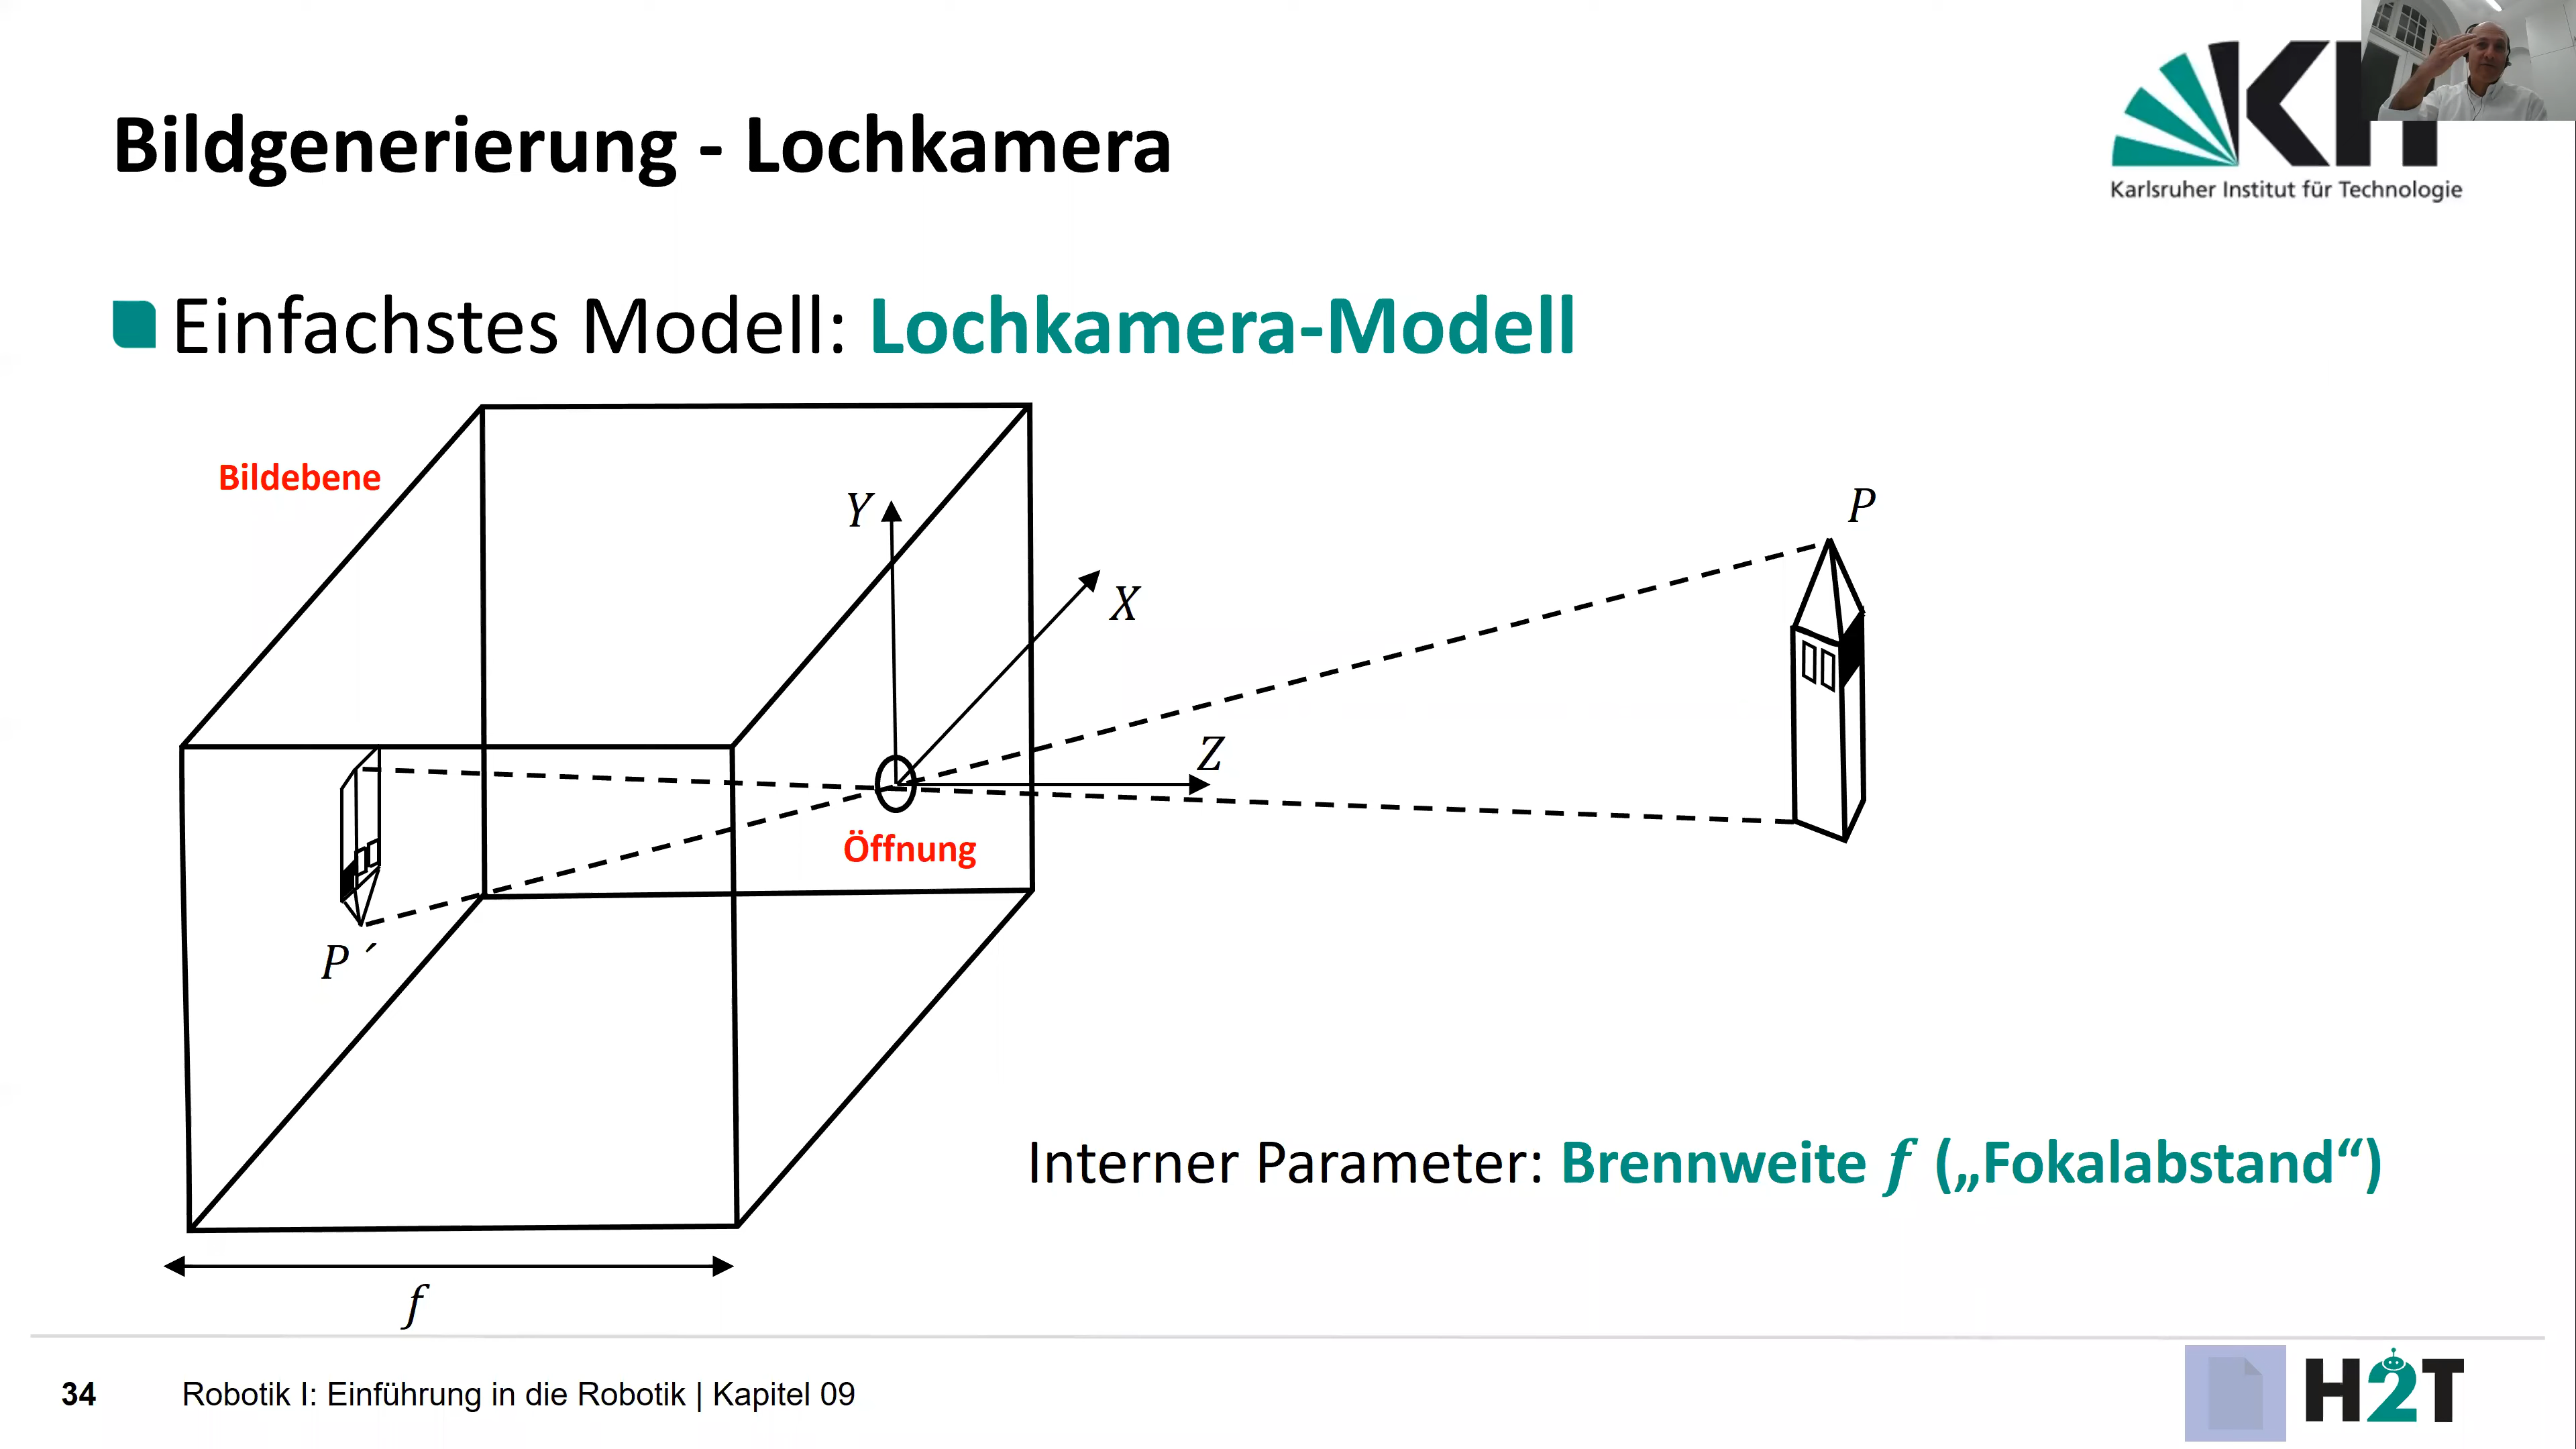 Bildgenerierung - Lochkamera
Karlsruher Institut für Technologie
Einfachstes Modell: Lochkamera-Modell
Bildebene
Y
X
P
Z
Öffnung
P´
Interner Parameter: Brennweite f („Fokalabstand“)
f
34 Robotik I: Einführung in die Robotik | Kapitel 09
H2T